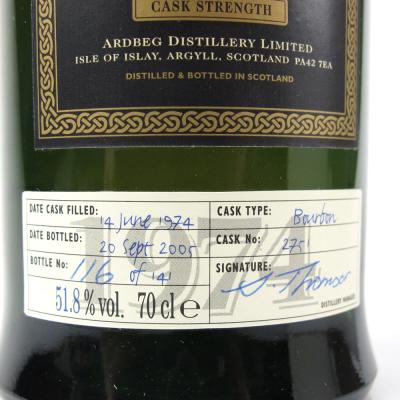 CASK STRENGTH
ARDBEG DISTILLERY LIMITED
ISLE OF ISLAY, ARGYLL, SCOTLAND PA42 7EA
DISTILLED & BOTTLED IN SCOTLAND
1974
DATE CASK FILLED: 14 June 1974
DATE BOTTLED: 20 Sept 2005
BOTTLE No: 116 of 141
51.8% vol. 70 cl e
CASK TYPE: Bourbon
CASK No: 2751
SIGNATURE: S. Thomson
DISTILLERY MANAGER